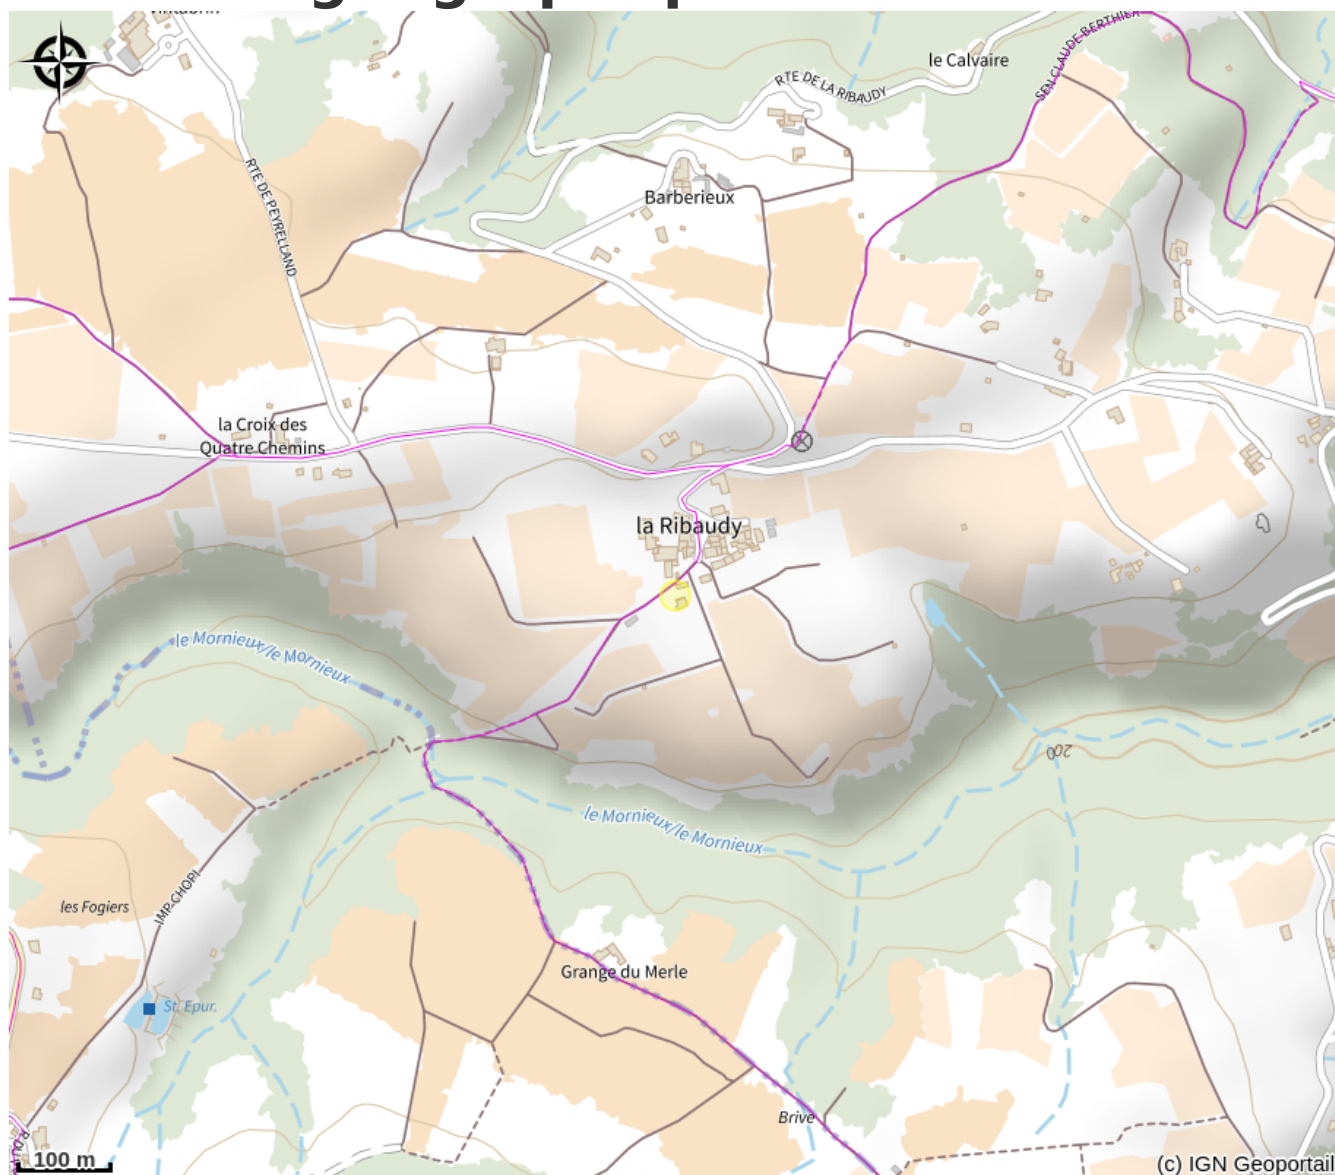 le Calvaire
SEN CLAUDE BERTHIER
RTE DE LA RIBAUDY
RTE DE PEYRELLAND
Barberieux
la Croix des
Quatre Chemins
la Ribaudy
le Mornieux/le Mornieux
200
le Mornieux/le Mornieux
IMP CHORI
les Fogiers
Grange du Merle
St. Epur.
Brive
100 m
(c) IGN Geoportail